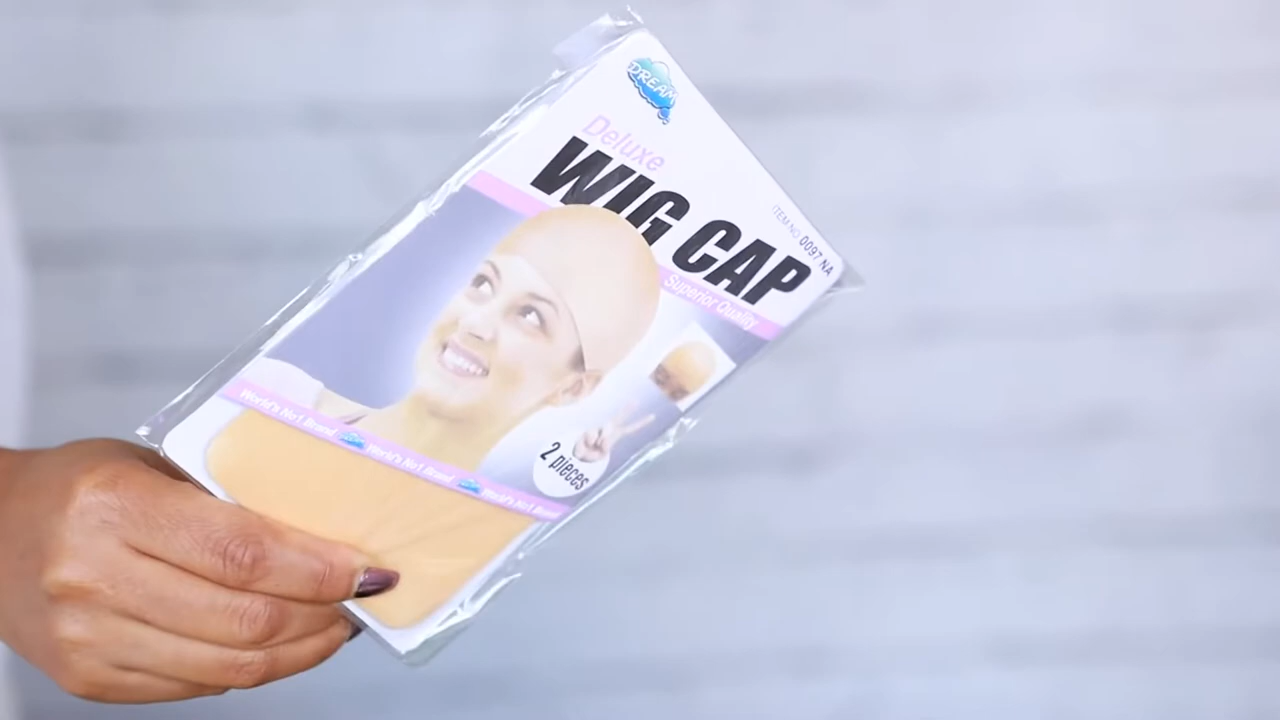 DREAM
Deluxe
WIG CAP
ITEM NO. 0097 NA
Superior Quality
2 pieces
World's No1 Brand World's No1 Brand World's No1 Brand